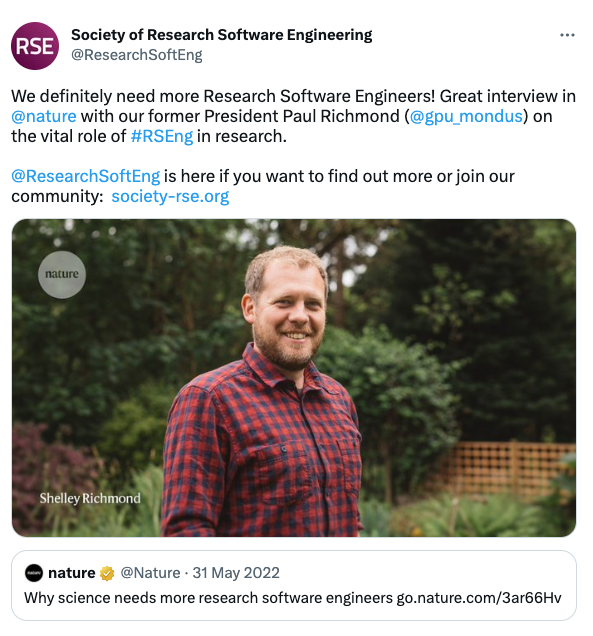 RSE
Society of Research Software Engineering
@ResearchSoftEng
We definitely need more Research Software Engineers! Great interview in
@nature with our former President Paul Richmond (@gpu_mondus) on
the vital role of #RSEng in research.
@ResearchSoftEng is here if you want to find out more or join our
community: society-rse.org
nature
Shelley Richmond
nature @Nature · 31 May 2022
Why science needs more research software engineers go.nature.com/3ar66Hv